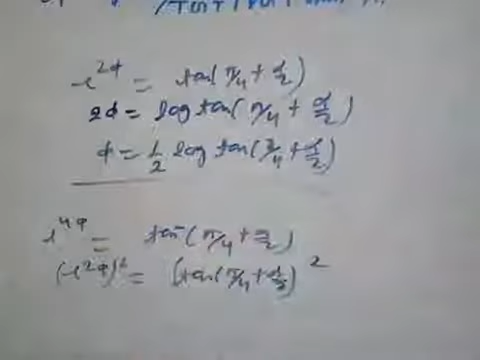 e^{2ϕ} = tan(π/4 + α/2)
2ϕ = log tan(π/4 + α/2)
ϕ = 1/2 log tan(π/4 + α/2)
e^{4ϕ} = tan²(π/4 + α/2)
(e^{2ϕ})² = (tan(π/4 + α/2))²